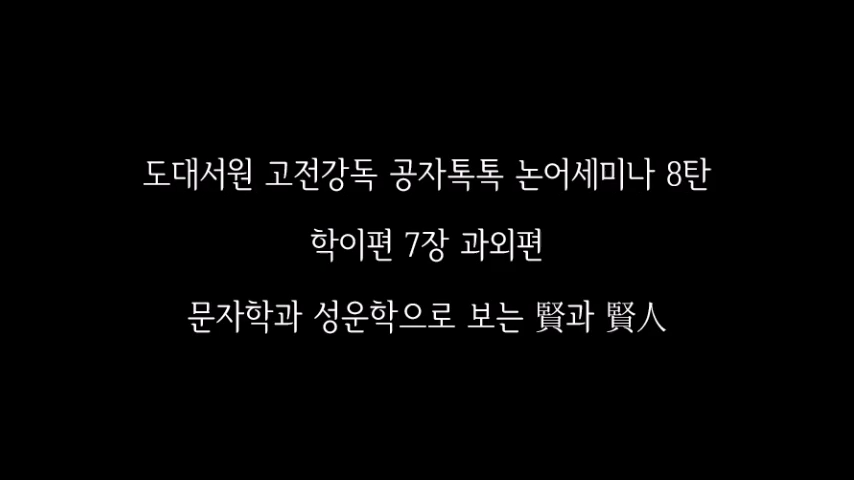 도대서원 고전강독 공자톡톡 논어세미나 8탄
학이편 7장 과외편
문자학과 성운학으로 보는 賢과 賢人